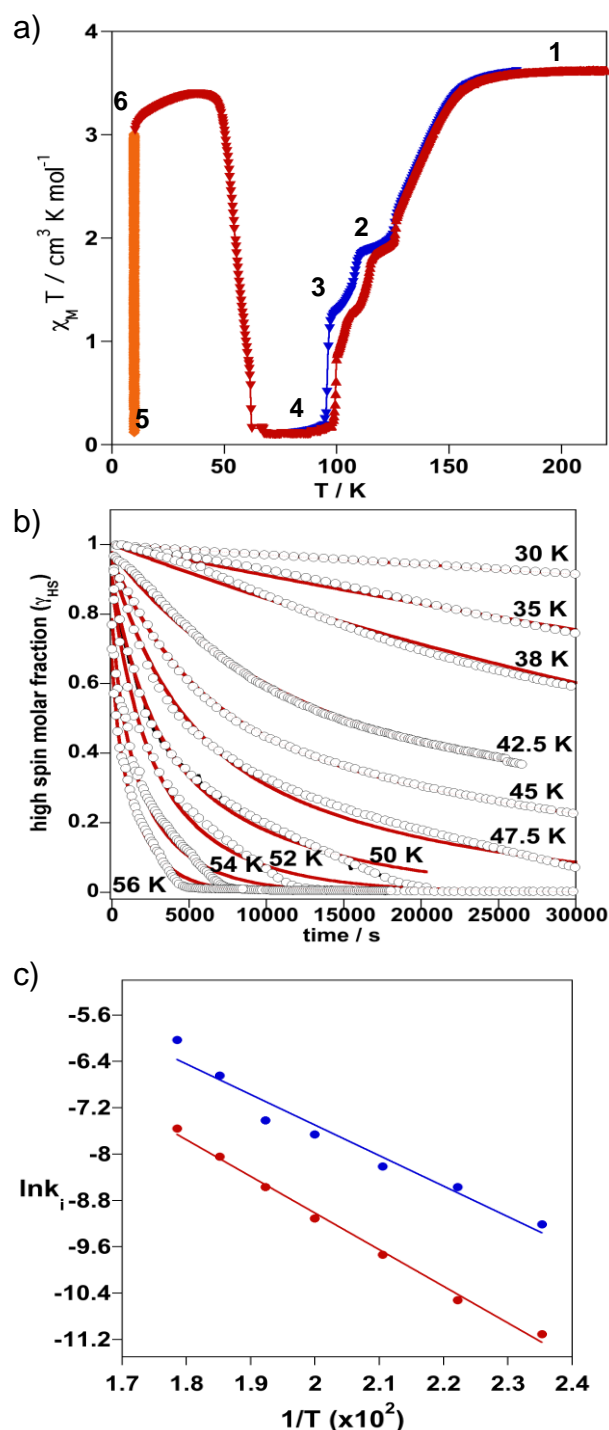 a)
1
2
3
4
5
6
χM T / cm3 K mol-1
4
3
2
1
0
0 50 100 150 200
T / K
b)
high spin molar fraction (γHS)
1
0.8
0.6
0.4
0.2
0
30 K
35 K
38 K
42.5 K
45 K
47.5 K
50 K
52 K
54 K
56 K
0 5000 10000 15000 20000 25000 30000
time / s
c)
lnki
-5.6
-6.4
-7.2
-8
-8.8
-9.6
-10.4
-11.2
1.7 1.8 1.9 2 2.1 2.2 2.3 2.4
1/T (x102)